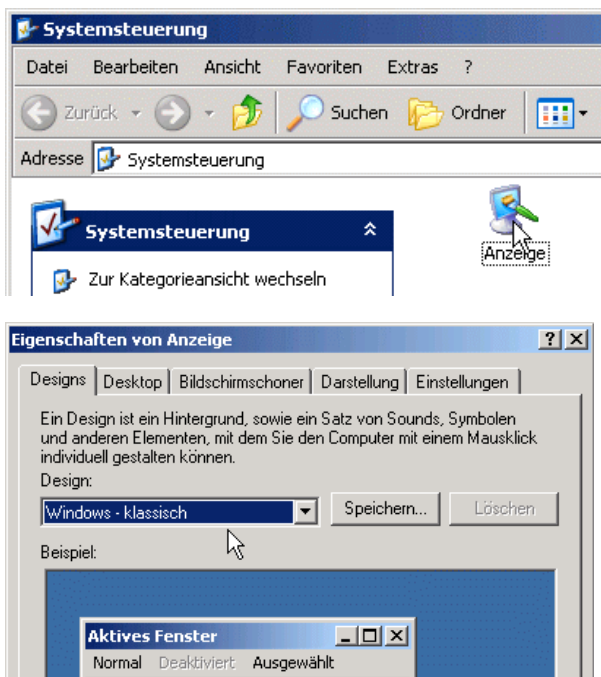 Systemsteuerung
Datei Bearbeiten Ansicht Favoriten Extras ?
Zurück Suchen Ordner
Adresse Systemsteuerung
Systemsteuerung
Zur Kategorieansicht wechseln
Anzeige
Eigenschaften von Anzeige
Designs Desktop Bildschirmschoner Darstellung Einstellungen
Ein Design ist ein Hintergrund, sowie ein Satz von Sounds, Symbolen
und anderen Elementen, mit dem Sie den Computer mit einem Mausklick
individuell gestalten können.
Design:
Windows - klassisch Speichern... Löschen
Beispiel:
Aktives Fenster
Normal Deaktiviert Ausgewählt